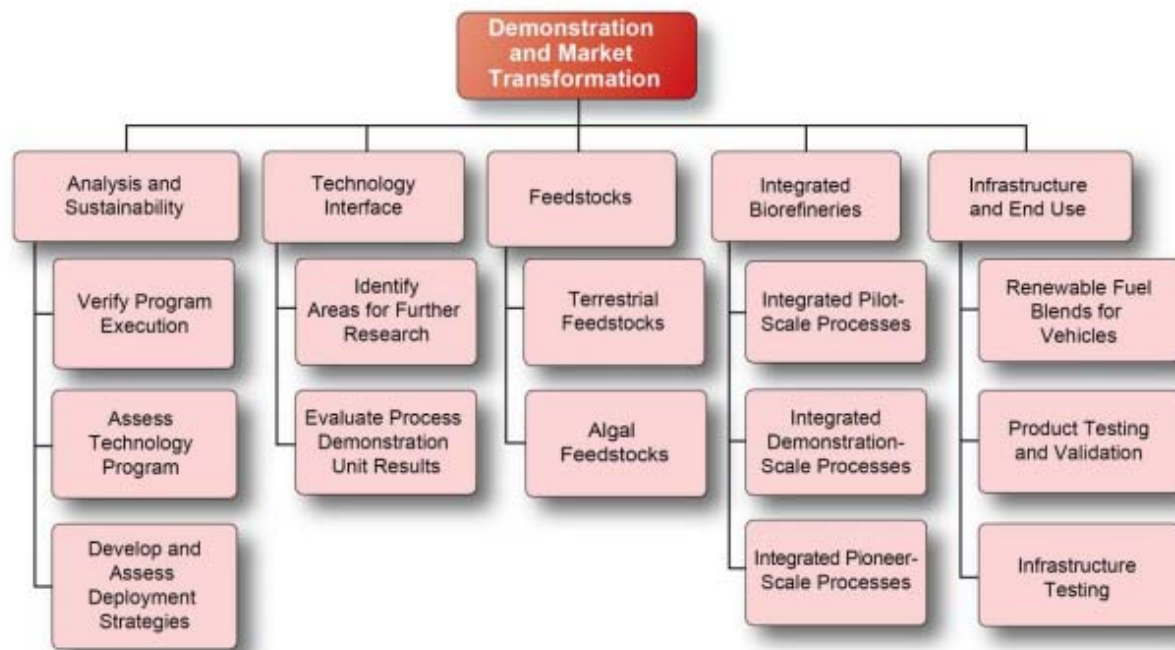 Demonstration
and Market
Transformation
Analysis and
Sustainability
Technology
Interface
Feedstocks
Integrated
Biorefineries
Infrastructure
and End Use
Verify Program
Execution
Identify
Areas for Further
Research
Terrestrial
Feedstocks
Integrated Pilot-
Scale Processes
Renewable Fuel
Blends for
Vehicles
Assess
Technology
Program
Evaluate Process
Demonstration
Unit Results
Algal
Feedstocks
Integrated
Demonstration-
Scale Processes
Product Testing
and Validation
Develop and
Assess
Deployment
Strategies
Integrated Pioneer-
Scale Processes
Infrastructure
Testing